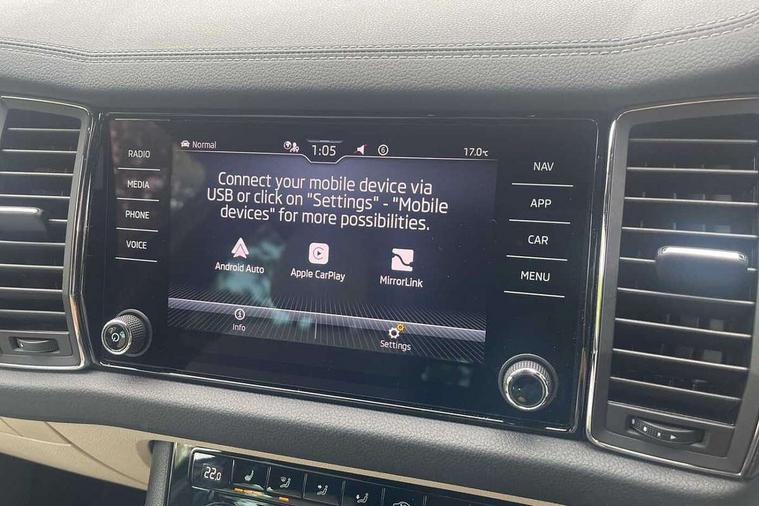 RADIO
MEDIA
PHONE
VOICE
Normal
1:05
6
17.0°C
Connect your mobile device via
USB or click on "Settings" - "Mobile
devices" for more possibilities.
Android Auto
Apple CarPlay
MirrorLink
Info
Settings
NAV
APP
CAR
MENU
22.0